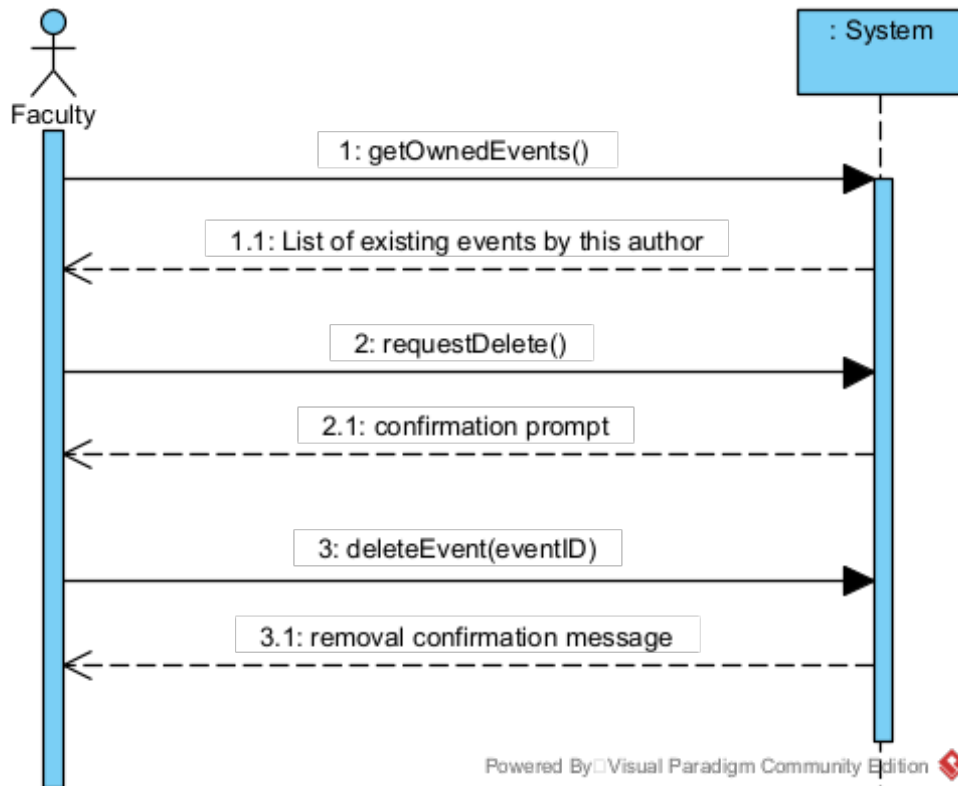 : System
Faculty
1: getOwnedEvents()
1.1: List of existing events by this author
2: requestDelete()
2.1: confirmation prompt
3: deleteEvent(eventID)
3.1: removal confirmation message
Powered By Visual Paradigm Community Edition